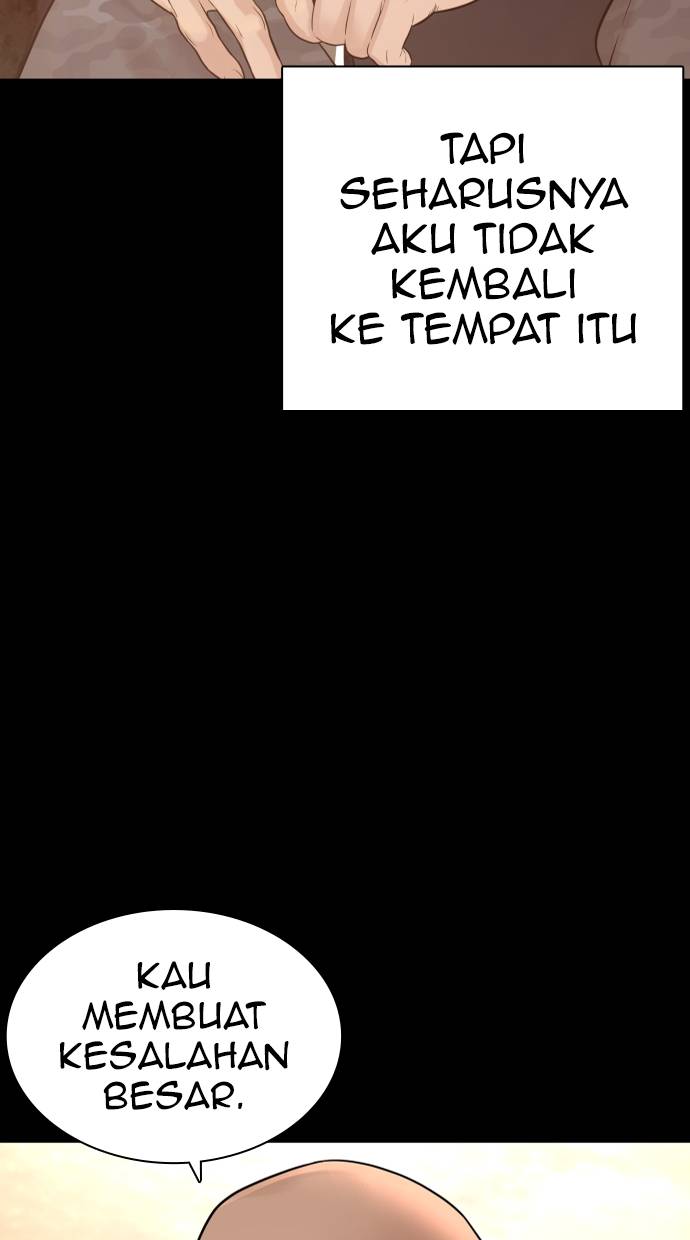 TAPI
SEHARUSNYA
AKU TIDAK
KEMBALI
KE TEMPAT ITU
KAU
MEMBUAT
KESALAHAN
BESAR.